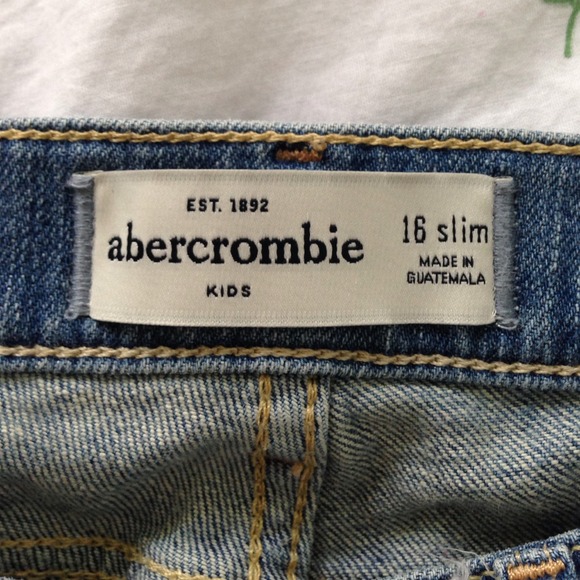 EST. 1892
abercrombie
KIDS
16 slim
MADE IN
GUATEMALA